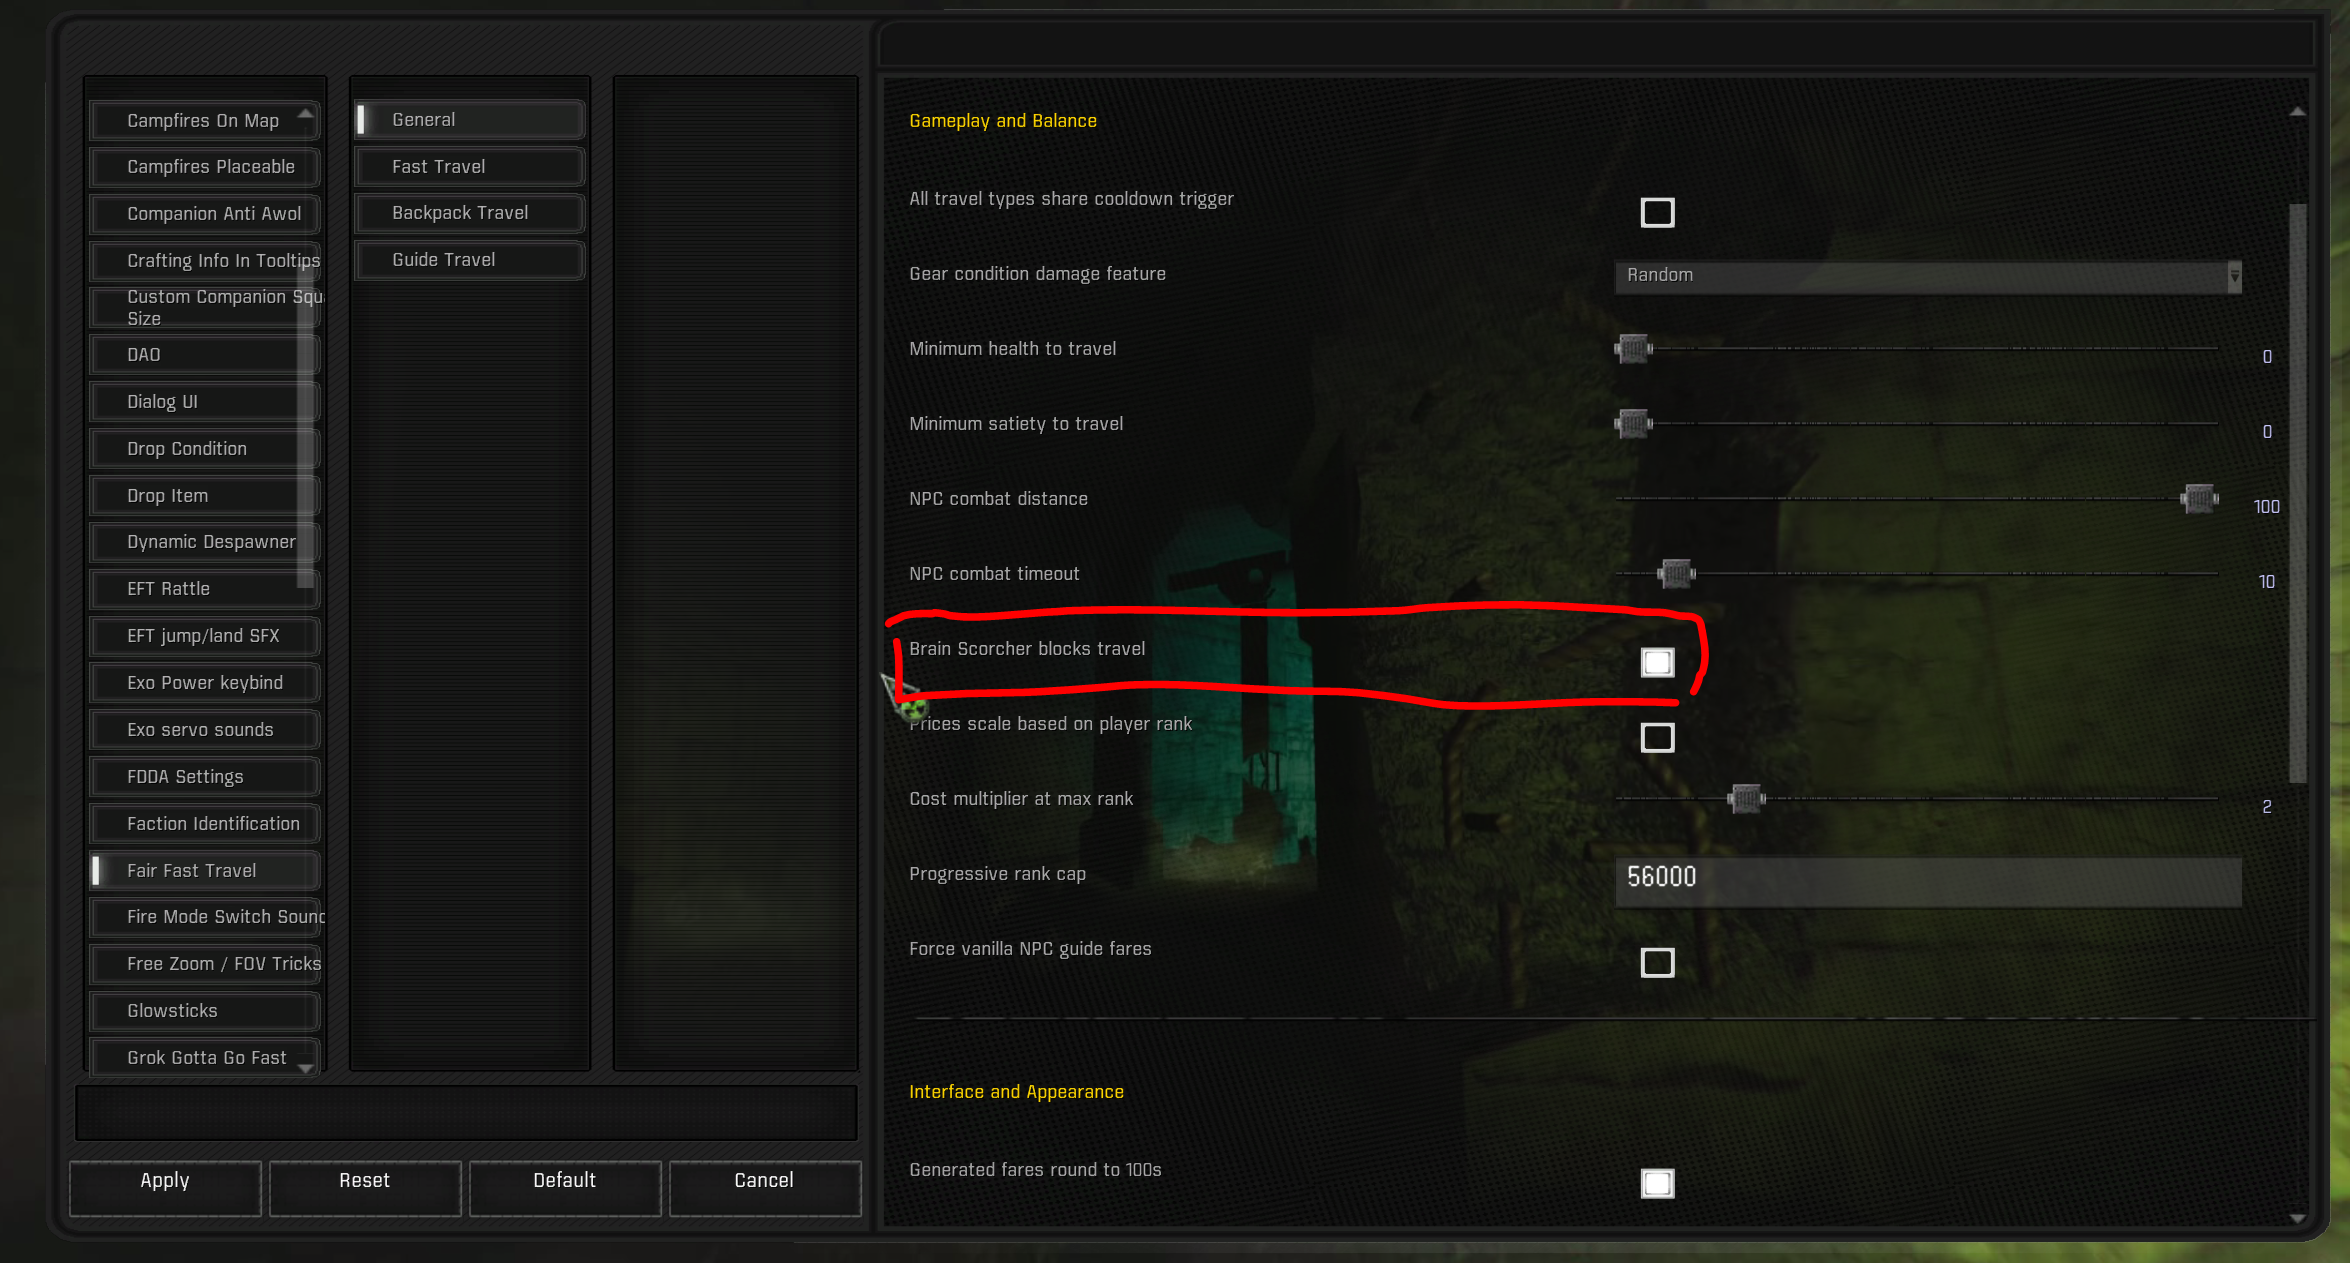 Campfires On Map
Campfires Placeable
Companion Anti Awol
Crafting Info In Tooltips
Custom Companion Squ
Size
DAO
Dialog UI
Drop Condition
Drop Item
Dynamic Despawner
EFT Rattle
EFT jump/land SFX
Exo Power keybind
Exo servo sounds
FDDA Settings
Faction Identification
Fair Fast Travel
Fire Mode Switch Sound
Free Zoom / FOV Tricks
Glowsticks
Grok Gotta Go Fast
General
Fast Travel
Backpack Travel
Guide Travel
Gameplay and Balance
All travel types share cooldown trigger
Gear condition damage feature Random
Minimum health to travel 0
Minimum satiety to travel 0
NPC combat distance 100
NPC combat timeout 10
Brain Scorcher blocks travel
Prices scale based on player rank
Cost multiplier at max rank 2
Progressive rank cap 56000
Force vanilla NPC guide fares
Interface and Appearance
Generated fares round to 100s
Apply Reset Default Cancel